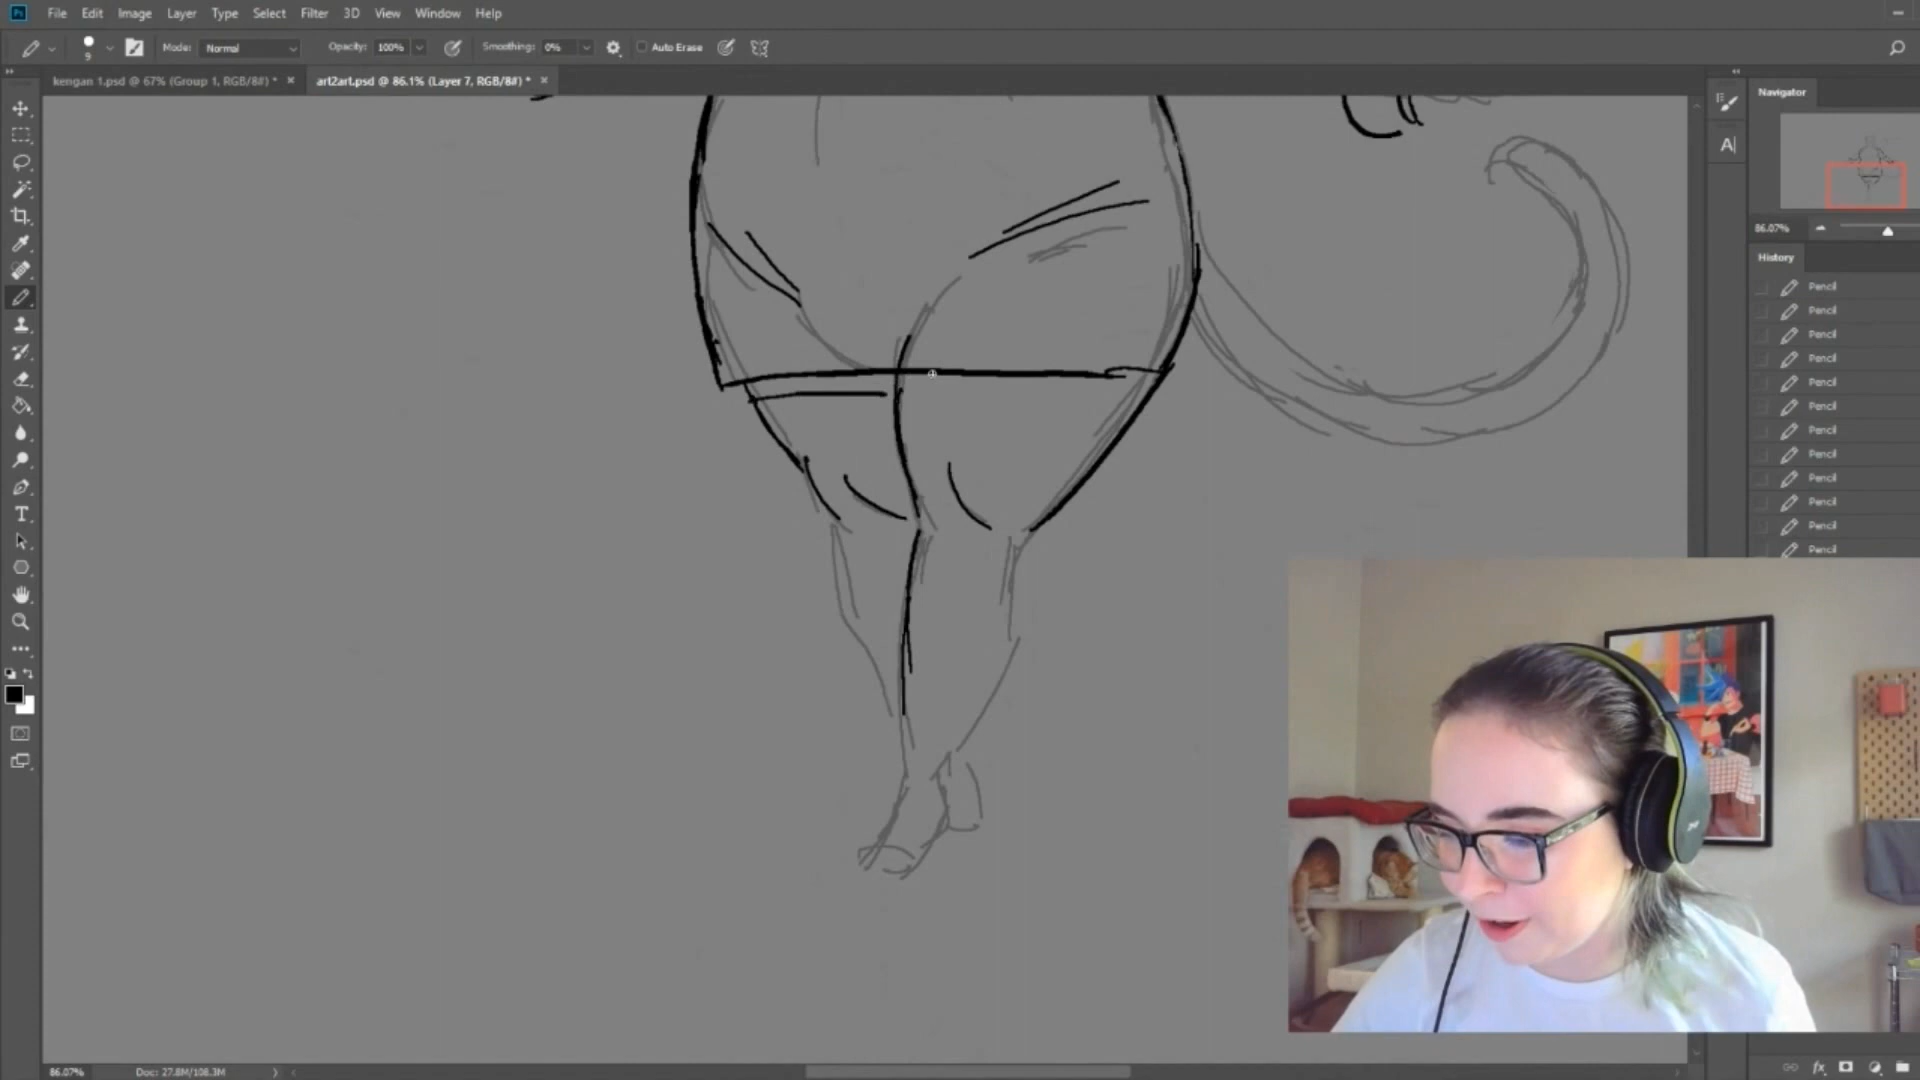 Ps File Edit Image Layer Type Select Filter 3D View Window Help
9 Mode: Normal Opacity: 100% Smoothing: 0% Auto Erase
kengan 1.psd @ 67% (Group 1, RGB/8#) * × art2art.psd @ 86.1% (Layer 7, RGB/8#) * ×
Navigator
A|
86.07%
History
Pencil
Pencil
Pencil
Pencil
Pencil
Pencil
Pencil
Pencil
Pencil
Pencil
Pencil
Pencil
T
86.07% Doc: 27.8M/108.3M
fx